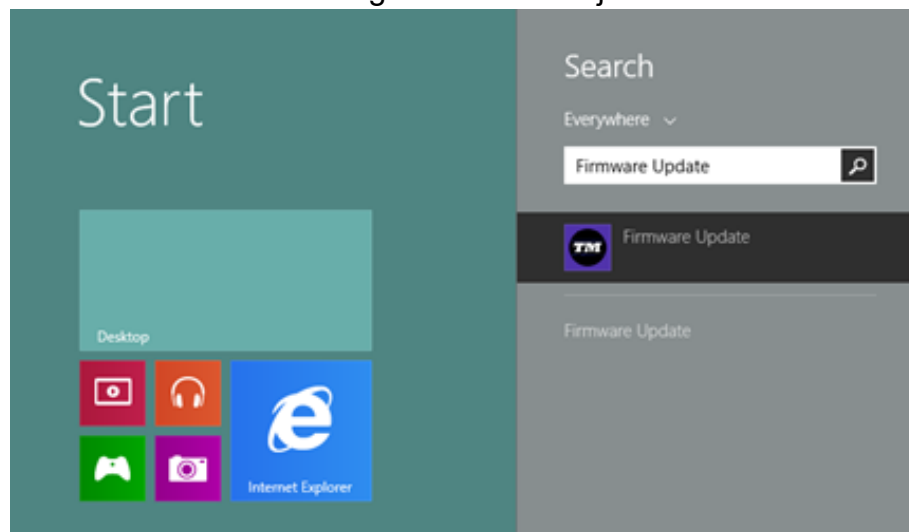 Start
Desktop
Internet Explorer
Search
Everywhere
Firmware Update
TM
Firmware Update
Firmware Update